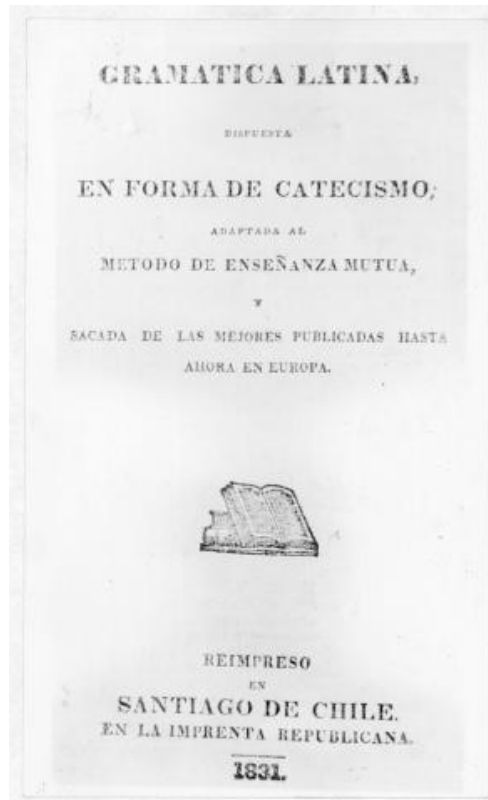 GRAMATICA LATINA,
DISPUESTA
EN FORMA DE CATECISMO;
ADAPTADA AL
METODO DE ENSEÑANZA MUTUA,
Y
SACADA DE LAS MEJORES PUBLICADAS HASTA
AHORA EN EUROPA.
REIMPRESO
EN
SANTIAGO DE CHILE.
EN LA IMPRENTA REPUBLICANA.
1831.